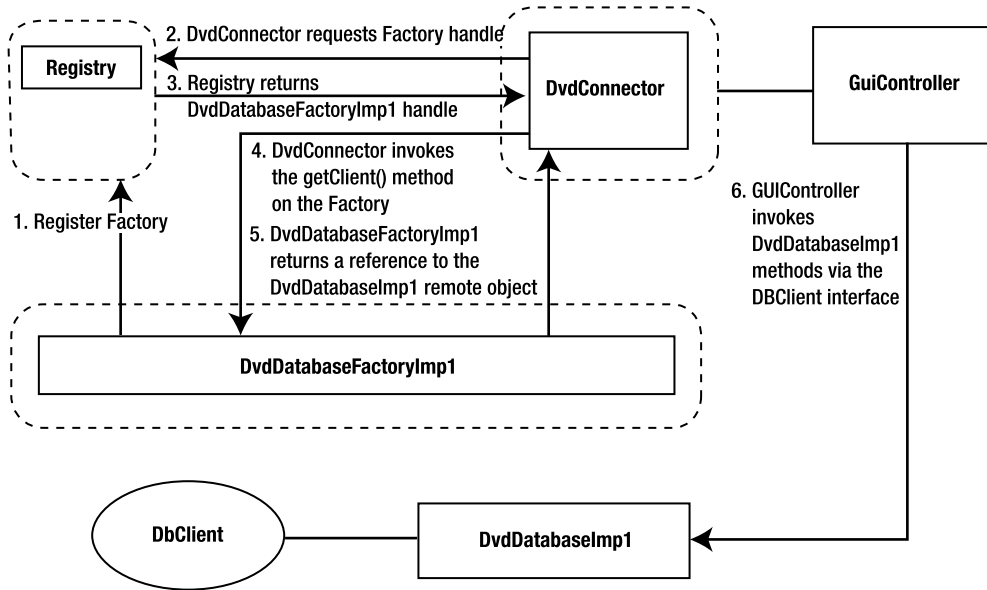 2. DvdConnector requests Factory handle
Registry
3. Registry returns
DvdDatabaseFactoryImp1 handle
DvdConnector
GuiController
4. DvdConnector invokes
the getClient() method
on the Factory
1. Register Factory
5. DvdDatabaseFactoryImp1
returns a reference to the
DvdDatabaseImp1 remote object
6. GUIController
invokes
DvdDatabaseImp1
methods via the
DBClient interface
DvdDatabaseFactoryImp1
DbClient
DvdDatabaseImp1